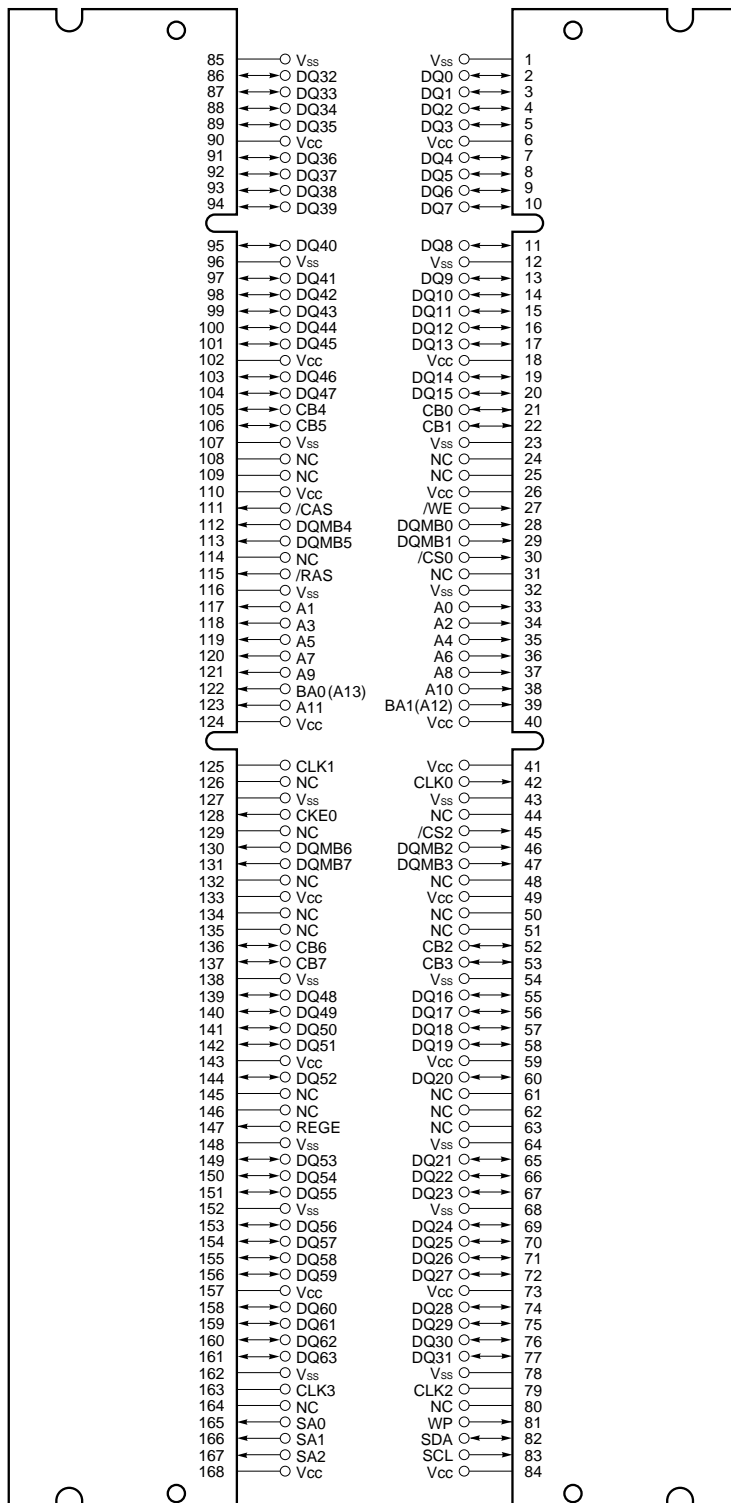 85 Vss Vss 1
86 DQ32 DQ0 2
87 DQ33 DQ1 3
88 DQ34 DQ2 4
89 DQ35 DQ3 5
90 Vcc Vcc 6
91 DQ36 DQ4 7
92 DQ37 DQ5 8
93 DQ38 DQ6 9
94 DQ39 DQ7 10
95 DQ40 DQ8 11
96 Vss Vss 12
97 DQ41 DQ9 13
98 DQ42 DQ10 14
99 DQ43 DQ11 15
100 DQ44 DQ12 16
101 DQ45 DQ13 17
102 Vcc Vcc 18
103 DQ46 DQ14 19
104 DQ47 DQ15 20
105 CB4 CB0 21
106 CB5 CB1 22
107 Vss Vss 23
108 NC NC 24
109 NC NC 25
110 Vcc Vcc 26
111 /CAS /WE 27
112 DQMB4 DQMB0 28
113 DQMB5 DQMB1 29
114 NC /CS0 30
115 /RAS NC 31
116 Vss Vss 32
117 A1 A0 33
118 A3 A2 34
119 A5 A4 35
120 A7 A6 36
121 A9 A8 37
122 BA0 (A13) A10 38
123 A11 BA1(A12) 39
124 Vcc Vcc 40
125 CLK1 Vcc 41
126 NC CLK0 42
127 Vss Vss 43
128 CKE0 NC 44
129 NC /CS2 45
130 DQMB6 DQMB2 46
131 DQMB7 DQMB3 47
132 NC NC 48
133 Vcc Vcc 49
134 NC NC 50
135 NC NC 51
136 CB6 CB2 52
137 CB7 CB3 53
138 Vss Vss 54
139 DQ48 DQ16 55
140 DQ49 DQ17 56
141 DQ50 DQ18 57
142 DQ51 DQ19 58
143 Vcc Vcc 59
144 DQ52 DQ20 60
145 NC NC 61
146 NC NC 62
147 REGE NC 63
148 Vss Vss 64
149 DQ53 DQ21 65
150 DQ54 DQ22 66
151 DQ55 DQ23 67
152 Vss Vss 68
153 DQ56 DQ24 69
154 DQ57 DQ25 70
155 DQ58 DQ26 71
156 DQ59 DQ27 72
157 Vcc Vcc 73
158 DQ60 DQ28 74
159 DQ61 DQ29 75
160 DQ62 DQ30 76
161 DQ63 DQ31 77
162 Vss Vss 78
163 CLK3 CLK2 79
164 NC NC 80
165 SA0 WP 81
166 SA1 SDA 82
167 SA2 SCL 83
168 Vcc Vcc 84